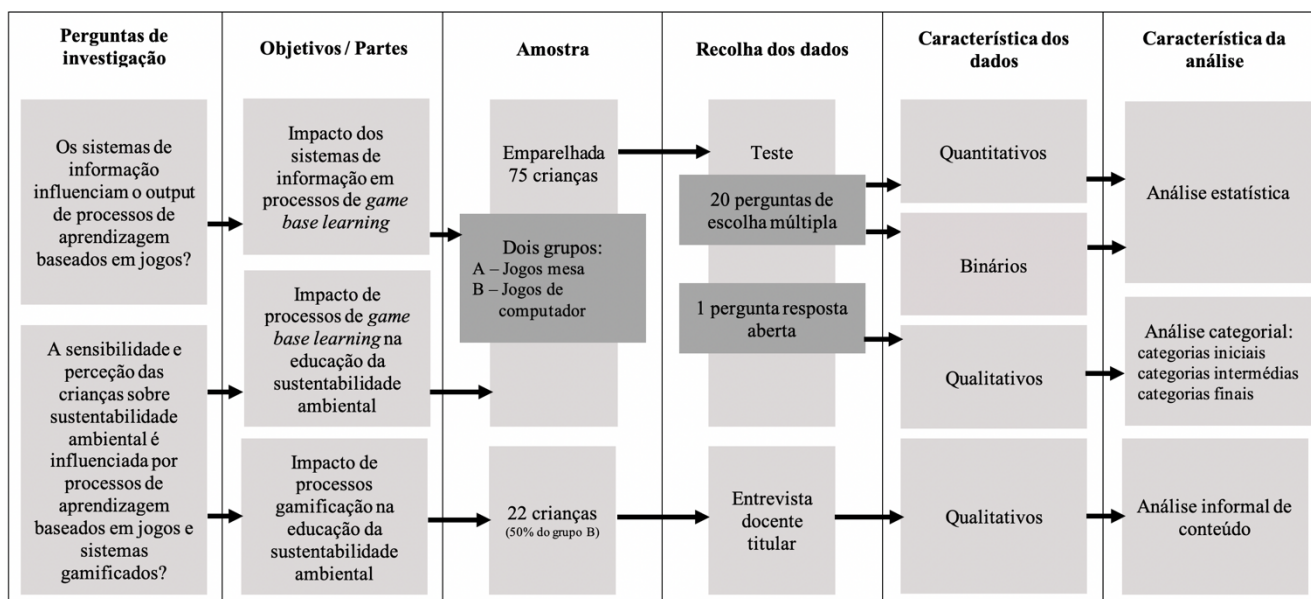 Perguntas de
investigação
Objetivos / Partes
Amostra
Recolha dos dados
Característica dos
dados
Característica da
análise
Os sistemas de
informação
influenciam o output
de processos de
aprendizagem
baseados em jogos?
Impacto dos
sistemas de
informação em
processos de game
base learning
Emparelhada
75 crianças
Dois grupos:
A – Jogos mesa
B – Jogos de
computador
Teste
20 perguntas de
escolha múltipla
1 pergunta resposta
aberta
Quantitativos
Binários
Análise estatística
A sensibilidade e
perceção das
crianças sobre
sustentabilidade
ambiental é
influenciada por
processos de
aprendizagem
baseados em jogos e
sistemas
gamificados?
Impacto de
processos de game
base learning na
educação da
sustentabilidade
ambiental
Qualitativos
Análise categorial:
categorias iniciais
categorias intermédias
categorias finais
Impacto de
processos
gamificação na
educação da
sustentabilidade
ambiental
22 crianças
(50% do grupo B)
Entrevista
docente
titular
Qualitativos
Análise informal de
conteúdo